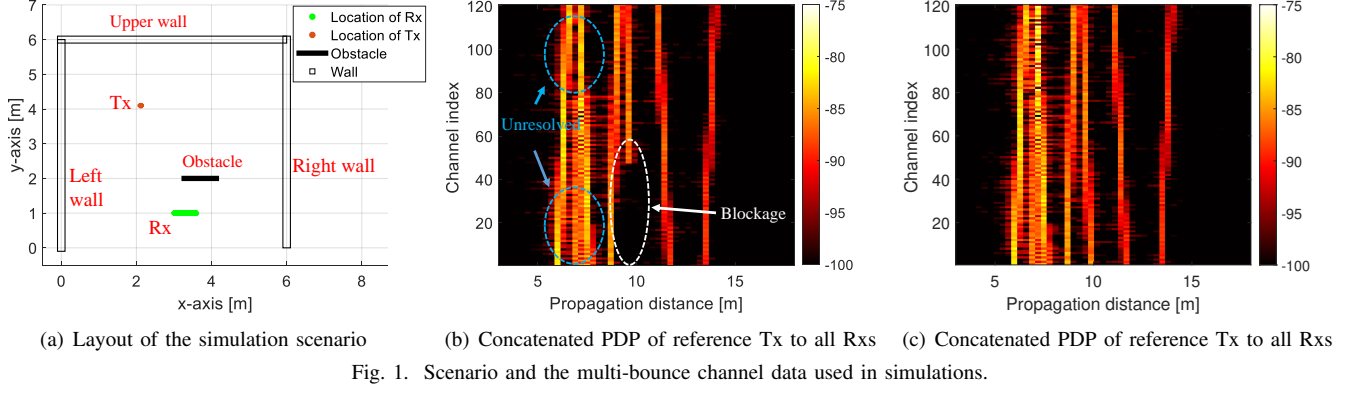 7
6
5
4
3
2
1
0
y-axis [m]
0
2
4
6
8
x-axis [m]
Upper wall
Tx
Obstacle
Left
wall
Right wall
Rx
Location of Rx
Location of Tx
Obstacle
Wall
(a) Layout of the simulation scenario
120
100
80
60
40
20
Channel index
5
10
15
Propagation distance [m]
Unresolved
Blockage
-75
-80
-85
-90
-95
-100
(b) Concatenated PDP of reference Tx to all Rxs
120
100
80
60
40
20
Channel index
5
10
15
Propagation distance [m]
-75
-80
-85
-90
-95
-100
(c) Concatenated PDP of reference Tx to all Rxs
Fig. 1. Scenario and the multi-bounce channel data used in simulations.